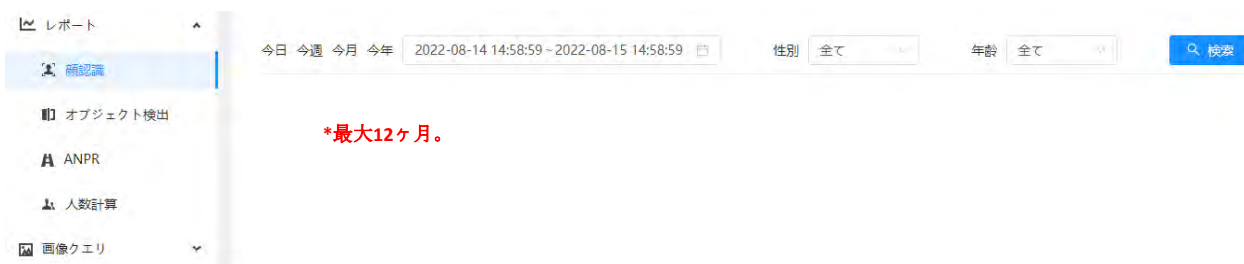 レポート
顔認識
オブジェクト検出
ANPR
人数計算
画像クエリ
今日 今週 今月 今年 2022-08-14 14:58:59 ~ 2022-08-15 14:58:59 性別 全て 年齢 全て 検索
*最大12ヶ月。